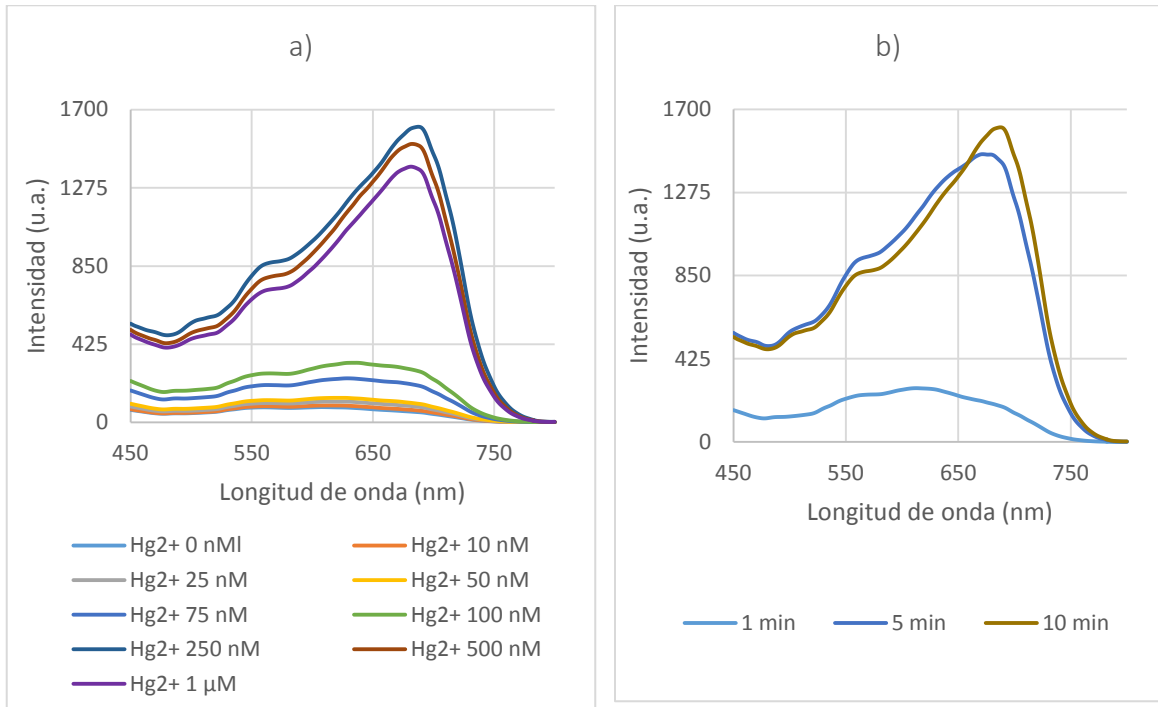 a)
Intensidad (u.a.)
1700
1275
850
425
0
450 550 650 750
Longitud de onda (nm)
Hg2+ 0 nMl Hg2+ 10 nM
Hg2+ 25 nM Hg2+ 50 nM
Hg2+ 75 nM Hg2+ 100 nM
Hg2+ 250 nM Hg2+ 500 nM
Hg2+ 1 µM
b)
Intensidad (u.a.)
1700
1275
850
425
0
450 550 650 750
Longitud de onda (nm)
1 min 5 min 10 min